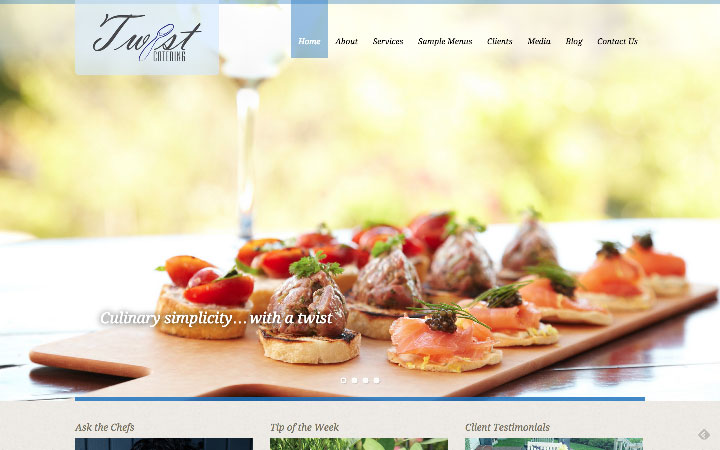 Twist
CATERING
Home About Services Sample Menus Clients Media Blog Contact Us
Culinary simplicity... with a twist
Ask the Chefs Tip of the Week Client Testimonials